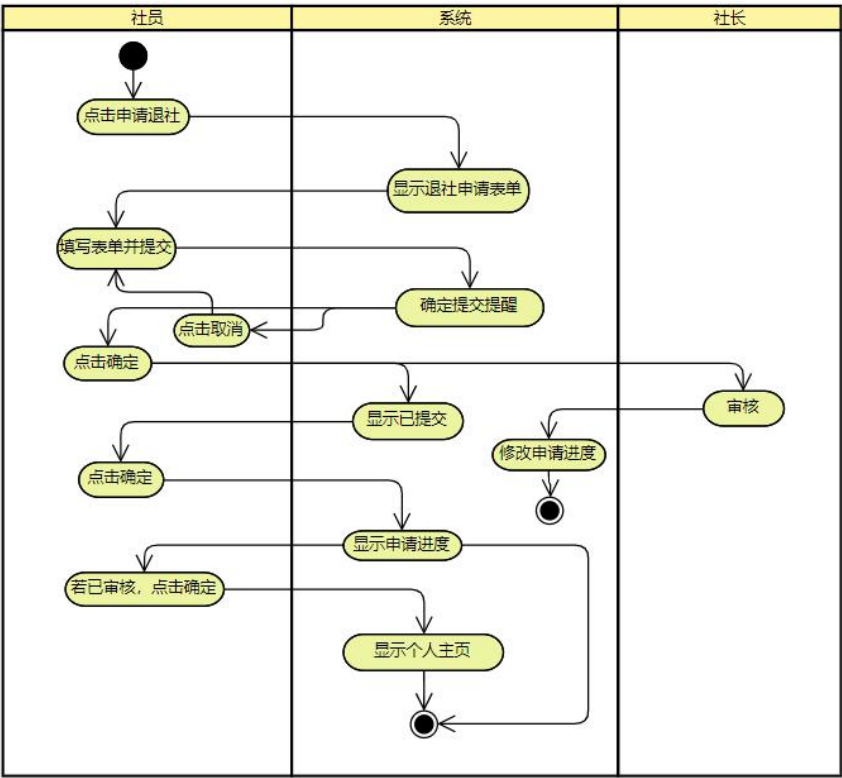 社员
系统
社长
点击申请退社
显示退社申请表单
填写表单并提交
确定提交提醒
点击取消
点击确定
审核
显示已提交
修改申请进度
点击确定
显示申请进度
若已审核，点击确定
显示个人主页